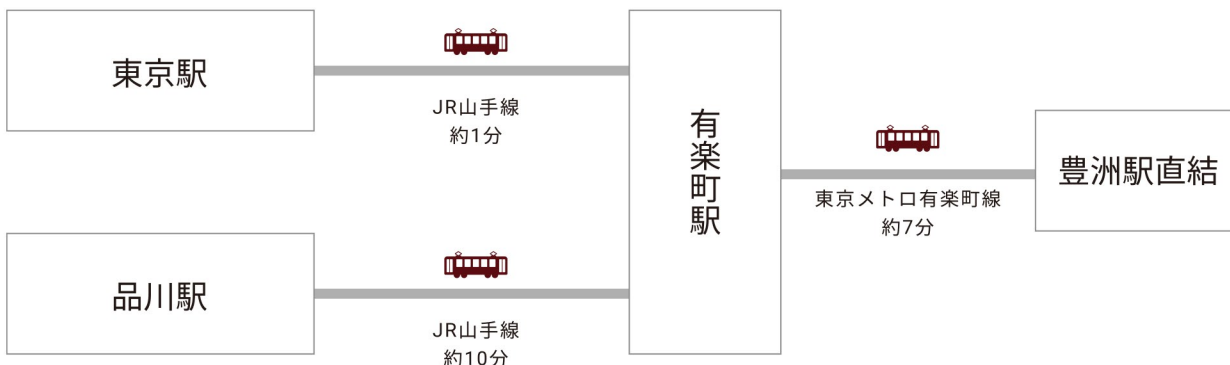 東京駅
JR山手線
約1分
品川駅
JR山手線
約10分
有楽町駅
東京メトロ有楽町線
約7分
豊洲駅直結